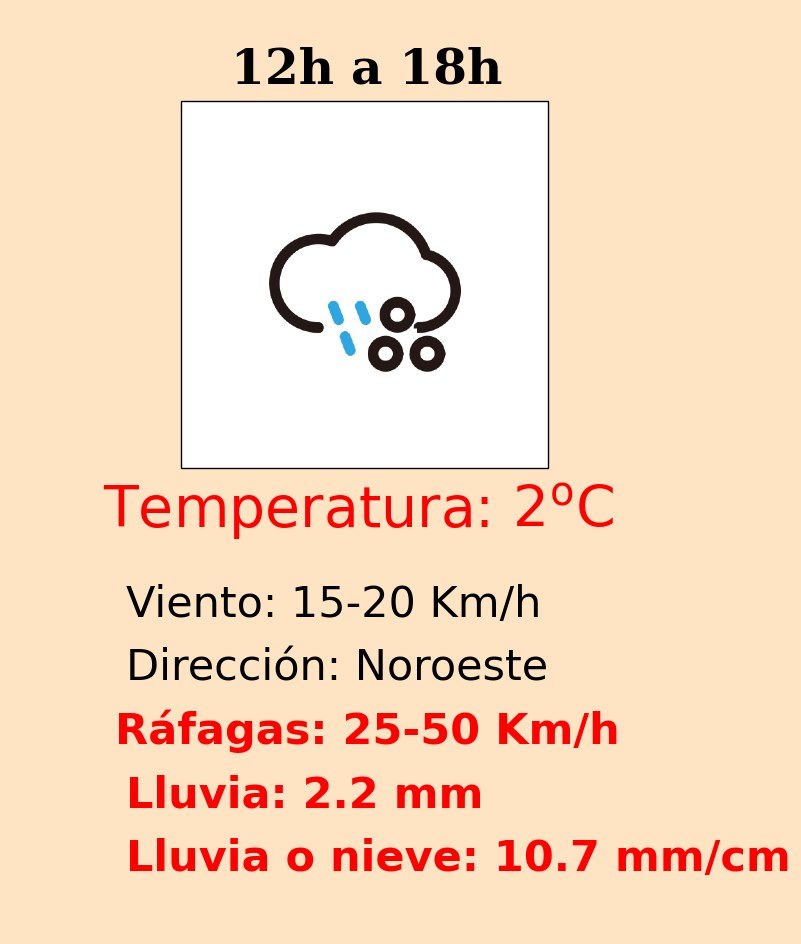 12h a 18h
Temperatura: 2ºC
Viento: 15-20 Km/h
Dirección: Noroeste
Ráfagas: 25-50 Km/h
Lluvia: 2.2 mm
Lluvia o nieve: 10.7 mm/cm